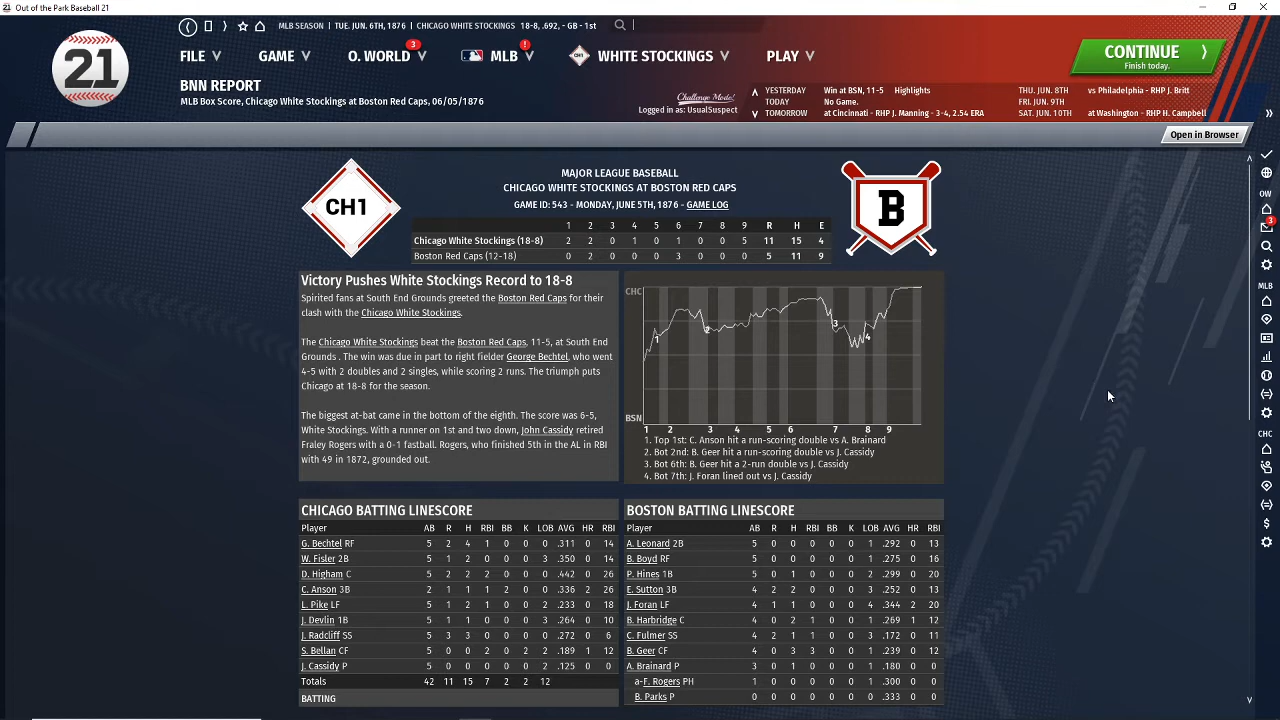 21 Out of the Park Baseball 21
MLB SEASON | TUE. JUN. 6TH, 1876 | CHICAGO WHITE STOCKINGS 18-8, .692, - GB - 1st
21
FILE GAME O. WORLD 3 MLB ! CH1 WHITE STOCKINGS PLAY
CONTINUE
Finish today.
BNN REPORT
MLB Box Score, Chicago White Stockings at Boston Red Caps, 06/05/1876
Challenge Mode!
Logged in as: UsualSuspect
YESTERDAY Win at BSN, 11-5 Highlights THU. JUN. 8TH vs Philadelphia - RHP J. Britt
TODAY No Game. FRI. JUN. 9TH
TOMORROW at Cincinnati - RHP J. Manning - 3-4, 2.54 ERA SAT. JUN. 10TH at Washington - RHP H. Campbell
Open in Browser
CH1
B
MAJOR LEAGUE BASEBALL
CHICAGO WHITE STOCKINGS AT BOSTON RED CAPS
GAME ID: 543 - MONDAY, JUNE 5TH, 1876 - GAME LOG
1 2 3 4 5 6 7 8 9 R H E
Chicago White Stockings (18-8) 2 2 0 1 0 1 0 0 5 11 15 4
Boston Red Caps (12-18) 0 2 0 0 0 3 0 0 0 5 11 9
Victory Pushes White Stockings Record to 18-8
Spirited fans at South End Grounds greeted the Boston Red Caps for their
clash with the Chicago White Stockings.
The Chicago White Stockings beat the Boston Red Caps, 11-5, at South End
Grounds . The win was due in part to right fielder George Bechtel, who went
4-5 with 2 doubles and 2 singles, while scoring 2 runs. The triumph puts
Chicago at 18-8 for the season.
The biggest at-bat came in the bottom of the eighth. The score was 6-5,
White Stockings. With a runner on 1st and two down, John Cassidy retired
Fraley Rogers with a 0-1 fastball. Rogers, who finished 5th in the AL in RBI
with 49 in 1872, grounded out.
CHC
1 2 3 4
BSN
1 2 3 4 5 6 7 8 9
1. Top 1st: C. Anson hit a run-scoring double vs A. Brainard
2. Bot 2nd: B. Geer hit a run-scoring double vs J. Cassidy
3. Bot 6th: B. Geer hit a 2-run double vs J. Cassidy
4. Bot 7th: J. Foran lined out vs J. Cassidy
CHICAGO BATTING LINESCORE
Player AB R H RBI BB K LOB AVG HR RBI
G. Bechtel RF 5 2 4 1 0 0 0 .311 0 14
W. Fisler 2B 5 1 2 0 0 0 3 .350 0 14
D. Higham C 5 2 2 2 0 0 0 .442 0 26
C. Anson 3B 2 1 1 1 2 0 0 .336 2 26
L. Pike LF 5 1 2 1 0 0 2 .233 0 18
J. Devlin 1B 5 1 1 0 0 0 3 .264 0 10
J. Radcliff SS 5 3 3 0 0 0 0 .272 0 6
S. Bellan CF 5 0 0 2 0 2 2 .189 1 12
J. Cassidy P 5 0 0 0 0 0 2 .125 0 0
Totals 42 11 15 7 2 2 12
BATTING
BOSTON BATTING LINESCORE
Player AB R H RBI BB K LOB AVG HR RBI
A. Leonard 2B 5 0 0 0 0 0 1 .292 0 13
B. Boyd RF 5 0 0 0 0 0 1 .275 0 16
P. Hines 1B 5 0 1 0 0 0 2 .299 0 20
E. Sutton 3B 4 2 2 0 0 0 3 .252 0 13
J. Foran LF 4 1 1 0 0 0 4 .344 2 20
B. Harbridge C 4 0 2 1 0 0 1 .269 1 12
C. Fulmer SS 4 2 1 1 0 0 0 .172 0 11
B. Geer CF 4 0 3 3 0 0 1 .239 0 12
A. Brainard P 3 0 1 0 0 0 0 .180 0 0
a-F. Rogers PH 1 0 0 0 0 0 1 .300 0 0
B. Parks P 0 0 0 0 0 0 0 .333 0 0
OW
3
MLB
CHC
$